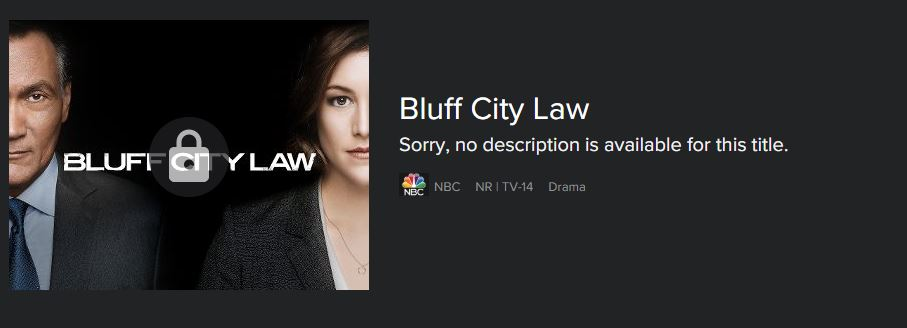 BLUFF CITY LAW
Bluff City Law
Sorry, no description is available for this title.
NBC
NBC NR | TV-14 Drama